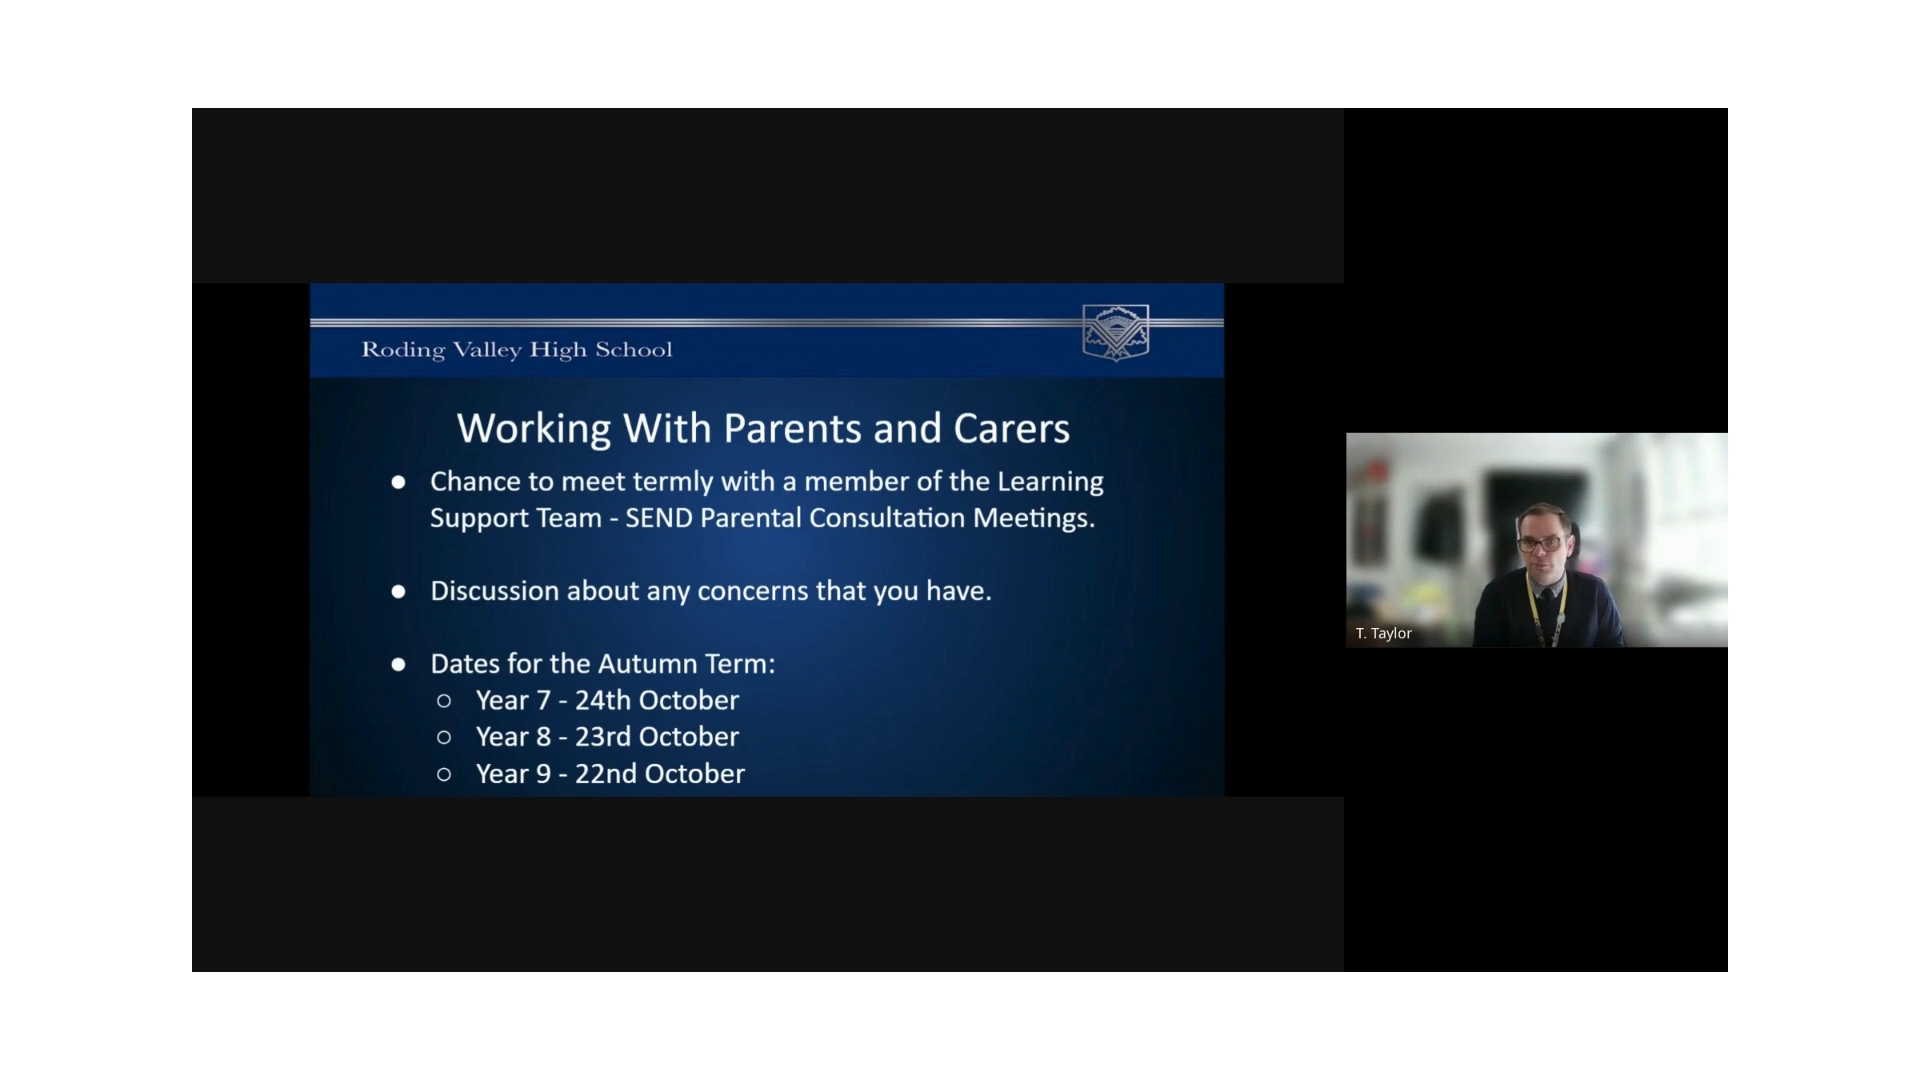 Roding Valley High School
Working With Parents and Carers
● Chance to meet termly with a member of the Learning
Support Team - SEND Parental Consultation Meetings.
● Discussion about any concerns that you have.
● Dates for the Autumn Term:
○ Year 7 - 24th October
○ Year 8 - 23rd October
○ Year 9 - 22nd October
T. Taylor